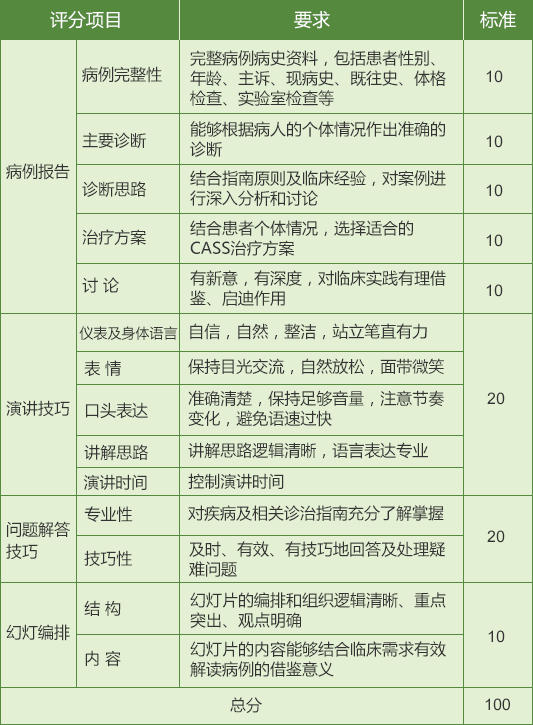 评分项目 要求 标准
病例报告
病例完整性
完整病例病史资料，包括患者性别、
年龄、主诉、现病史、既往史、体格
检查、实验室检查等
10
主要诊断
能够根据病人的个体情况作出准确的
诊断
10
诊断思路
结合指南原则及临床经验，对案例进
行深入分析和讨论
10
治疗方案
结合患者个体情况，选择适合的
CASS治疗方案
10
讨 论
有新意，有深度，对临床实践有理借
鉴、启迪作用
10
演讲技巧
仪表及身体语言
自信，自然，整洁，站立笔直有力
表 情
保持目光交流，自然放松，面带微笑
口头表达
准确清楚，保持足够音量，注意节奏
变化，避免语速过快
20
讲解思路
讲解思路逻辑清晰，语言表达专业
演讲时间
控制演讲时间
问题解答
技巧
专业性
对疾病及相关诊治指南充分了解掌握
20
技巧性
及时、有效、有技巧地回答及处理疑
难问题
幻灯编排
结 构
幻灯片的编排和组织逻辑清晰、重点
突出、观点明确
10
内 容
幻灯片的内容能够结合临床需求有效
解读病例的借鉴意义
总分 100